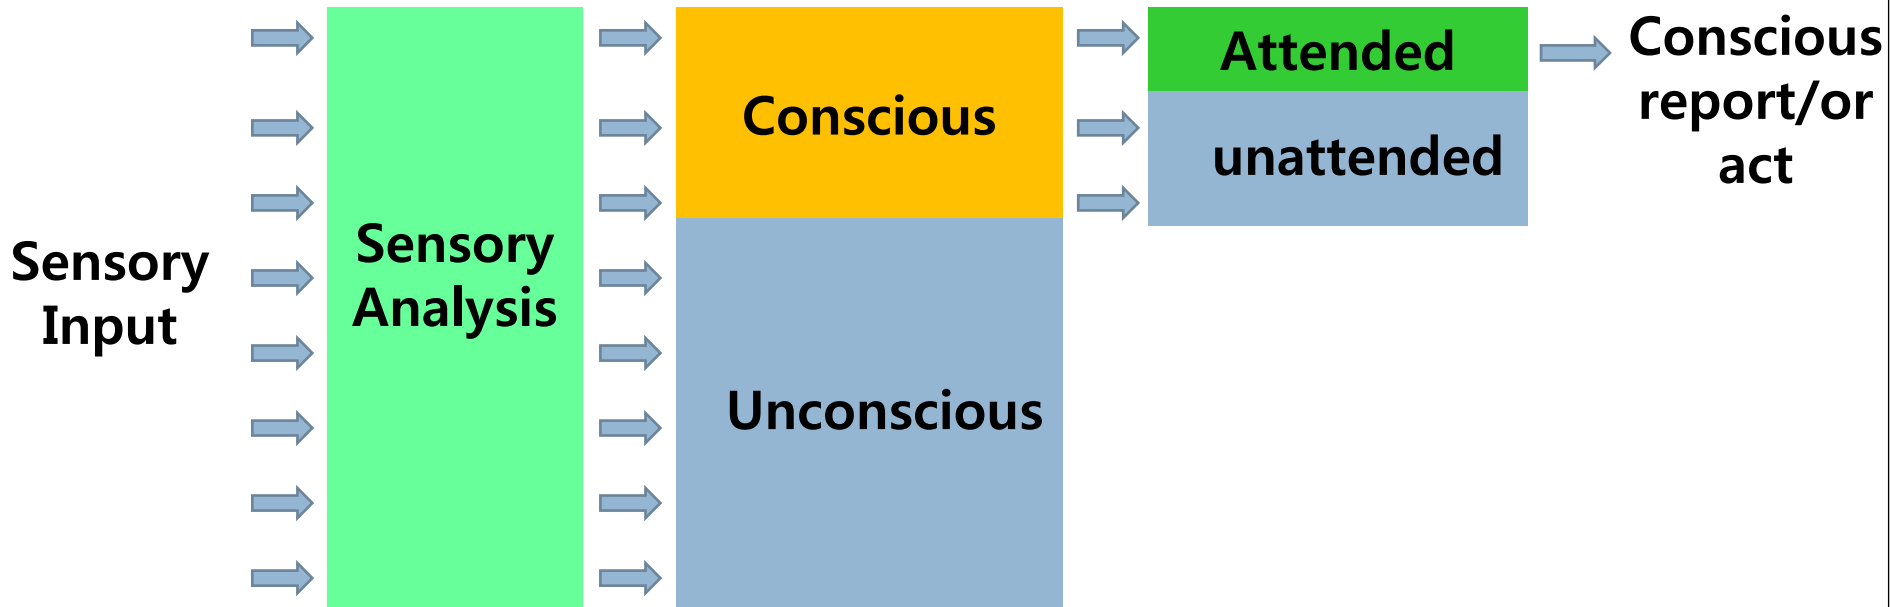 Sensory
Input
Sensory
Analysis
Conscious
Unconscious
Attended
unattended
Conscious
report/or
act